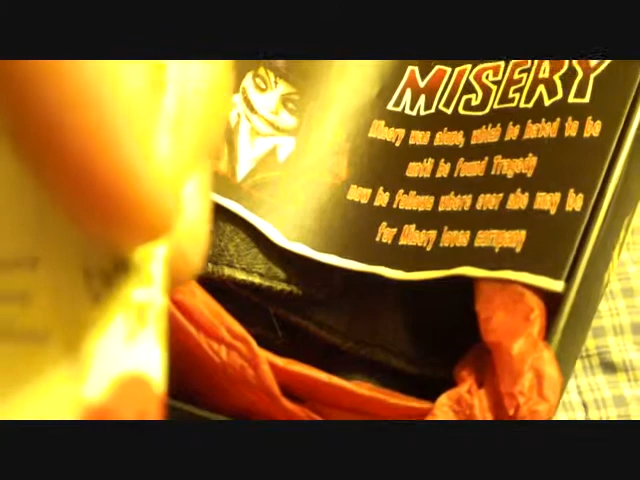 MISERY
Misery was alone, which he hated to be
until he found Tragedy
now he follows where ever she may be
for Misery loves company